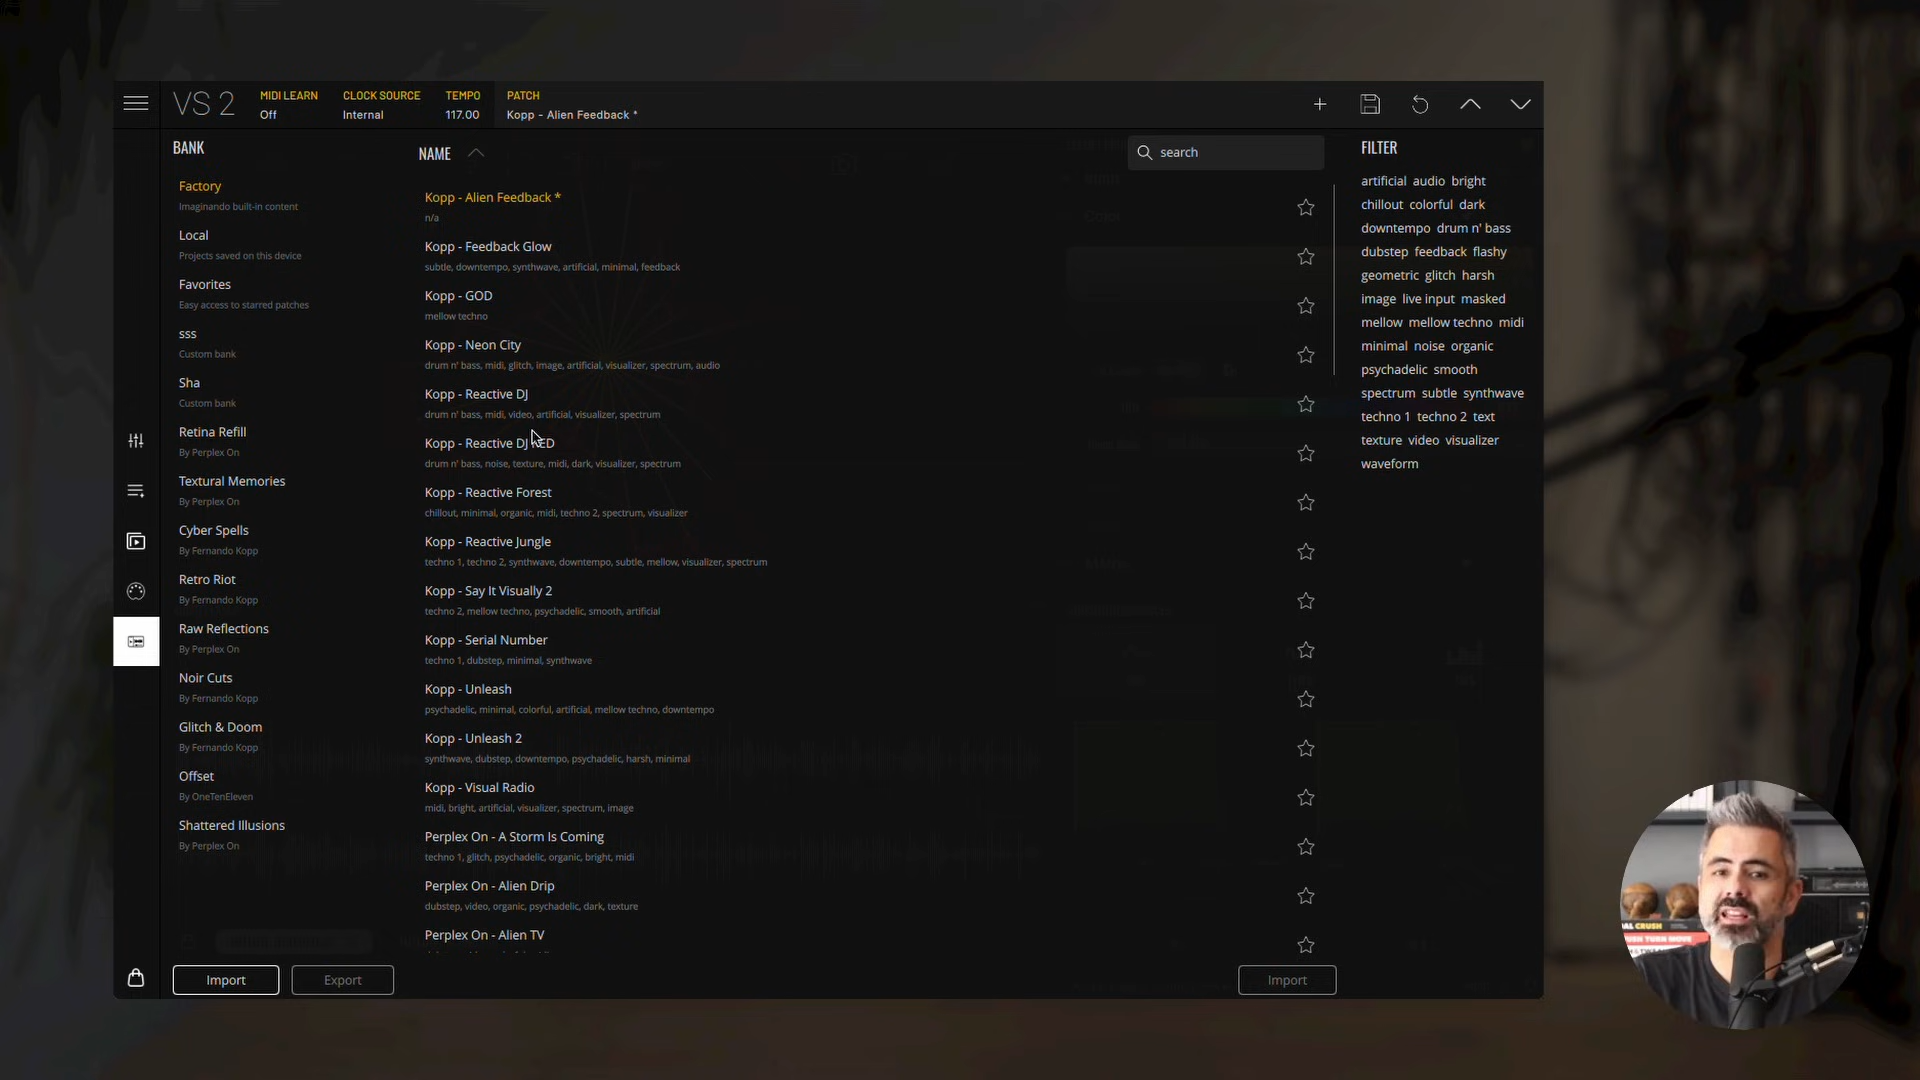 VS 2
MIDI LEARN
Off
CLOCK SOURCE
Internal
TEMPO
117.00
PATCH
Kopp - Alien Feedback *
BANK
Factory
Imaginando built-in content
Local
Projects saved on this device
Favorites
Easy access to starred patches
sss
Custom bank
Sha
Custom bank
Retina Refill
By Perplex On
Textural Memories
By Perplex On
Cyber Spells
By Fernando Kopp
Retro Riot
By Fernando Kopp
Raw Reflections
By Perplex On
Noir Cuts
By Fernando Kopp
Glitch & Doom
By Fernando Kopp
Offset
By OneTenEleven
Shattered Illusions
By Perplex On
Import
Export
NAME
search
Kopp - Alien Feedback *
n/a
Kopp - Feedback Glow
subtle, downtempo, synthwave, artificial, minimal, feedback
Kopp - GOD
mellow techno
Kopp - Neon City
drum n' bass, midi, glitch, image, artificial, visualizer, spectrum, audio
Kopp - Reactive DJ
drum n' bass, midi, video, artificial, visualizer, spectrum
Kopp - Reactive DJ
drum n' bass, noise, texture, midi, dark, visualizer, spectrum
Kopp - Reactive Forest
chillout, minimal, organic, midi, techno 2, spectrum, visualizer
Kopp - Reactive Jungle
techno 1, techno 2, synthwave, downtempo, subtle, mellow, visualizer, spectrum
Kopp - Say It Visually 2
techno 2, mellow techno, psychadelic, smooth, artificial
Kopp - Serial Number
techno 1, dubstep, minimal, synthwave
Kopp - Unleash
psychadelic, minimal, colorful, artificial, mellow techno, downtempo
Kopp - Unleash 2
synthwave, dubstep, downtempo, psychadelic, harsh, minimal
Kopp - Visual Radio
midi, bright, artificial, visualizer, spectrum, image
Perplex On - A Storm Is Coming
techno 1, glitch, psychadelic, organic, bright, midi
Perplex On - Alien Drip
dubstep, video, organic, psychadelic, dark, texture
Perplex On - Alien TV
Import
FILTER
artificial audio bright
chillout colorful dark
downtempo drum n' bass
dubstep feedback flashy
geometric glitch harsh
image live input masked
mellow mellow techno midi
minimal noise organic
psychadelic smooth
spectrum subtle synthwave
techno 1 techno 2 text
texture video visualizer
waveform